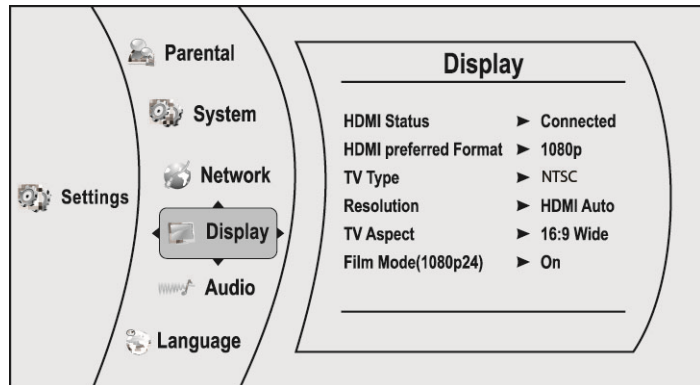 Settings
Parental
System
Network
Display
Audio
Language
Display
HDMI Status ► Connected
HDMI preferred Format ► 1080p
TV Type ► NTSC
Resolution ► HDMI Auto
TV Aspect ► 16:9 Wide
Film Mode(1080p24) ► On